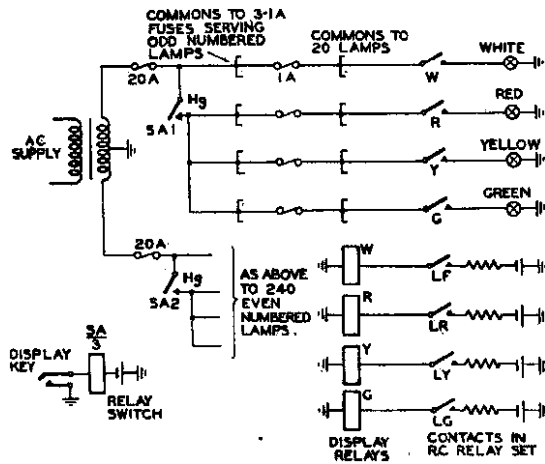 COMMONS TO 3-1A
FUSES SERVING
ODD NUMBERED
LAMPS
COMMONS TO
20 LAMPS
WHITE
20A
1A
W
Hg
SA1
RED
R
AC
SUPPLY
YELLOW
Y
GREEN
G
20A
Hg
SA2
AS ABOVE
TO 240
EVEN
NUMBERED
LAMPS.
W
LF
R
LR
SA
3
DISPLAY
KEY
RELAY
SWITCH
Y
LY
G
LG
DISPLAY
RELAYS
CONTACTS IN
RC RELAY SET